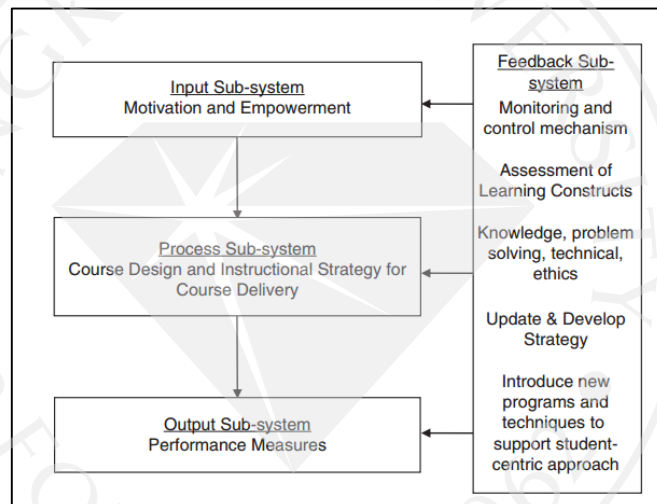 Input Sub-system
Motivation and Empowerment
Process Sub-system
Course Design and Instructional Strategy for
Course Delivery
Output Sub-system
Performance Measures
Feedback Sub-
system
Monitoring and
control mechanism
Assessment of
Learning Constructs
Knowledge, problem
solving, technical,
ethics
Update & Develop
Strategy
Introduce new
programs and
techniques to
support student-
centric approach